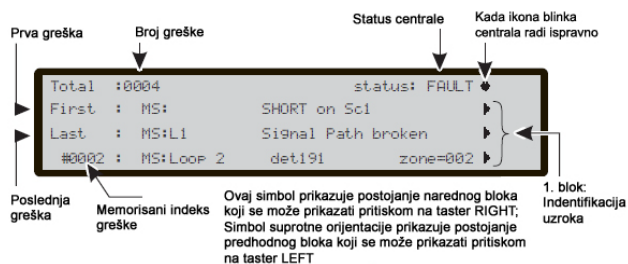 Prva greška
Broj greške
Status centrale
Kada ikona blinka
centrala radi ispravno
Total :0004 status: FAULT
First : MS: SHORT on Sc1
Last : MS:L1 Signal Path broken
#0002 : MS:Loop 2 det191 zone=002
Poslednja
greška
Memorisani indeks
greške
Ovaj simbol prikazuje postojanje narednog bloka
koji se može prikazati pritiskom na taster RIGHT;
Simbol suprotne orijentacije prikazuje postojanje
predhodnog bloka koji se može prikazati pritiskom
na taster LEFT
1. blok:
Indentifikacija
uzroka